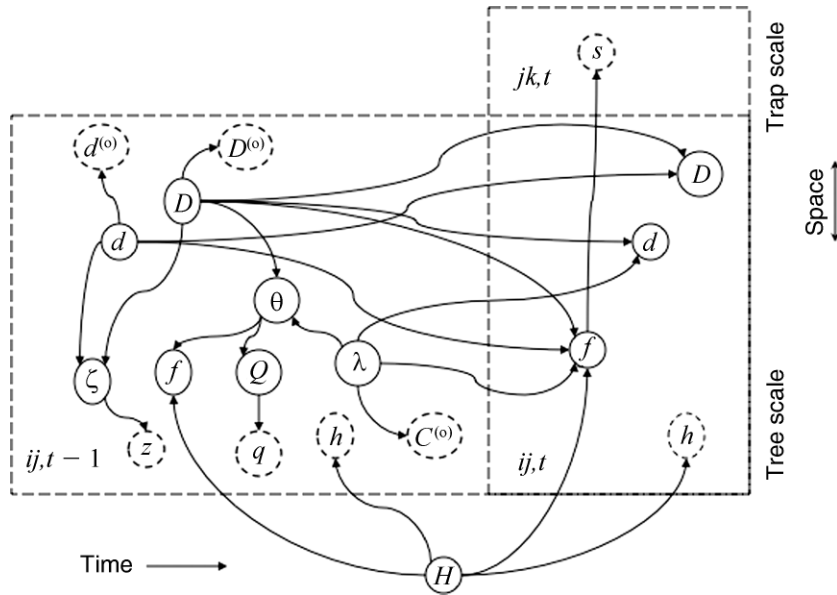 s
jk,t
Trap scale
d(o)
D(o)
D
D
Space
d
d
θ
f
λ
f
Q
ζ
h
C(o)
h
z
q
ij,t − 1
ij,t
Tree scale
Time
H